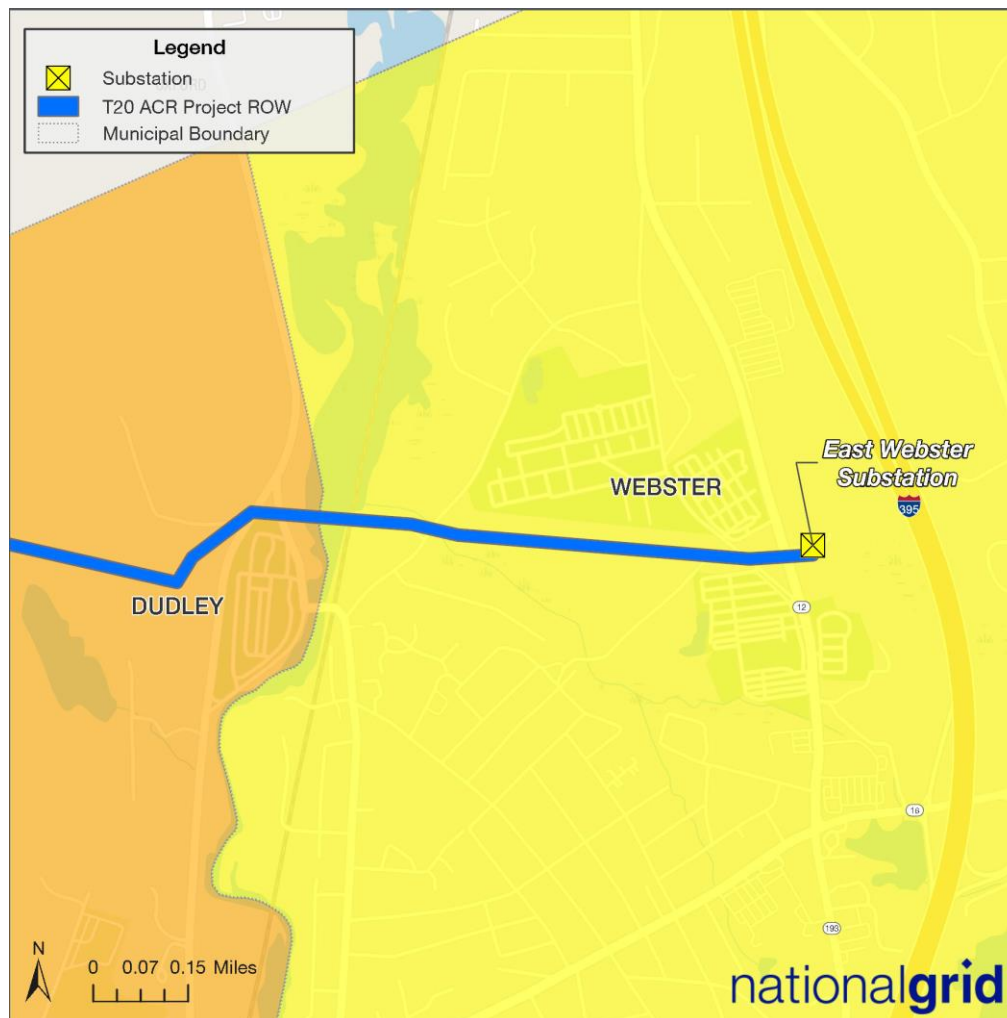 Legend
Substation
T20 ACR Project ROW
Municipal Boundary
OXFORD
East Webster
Substation
WEBSTER
395
DUDLEY
12
16
193
N
0 0.07 0.15 Miles
nationalgrid